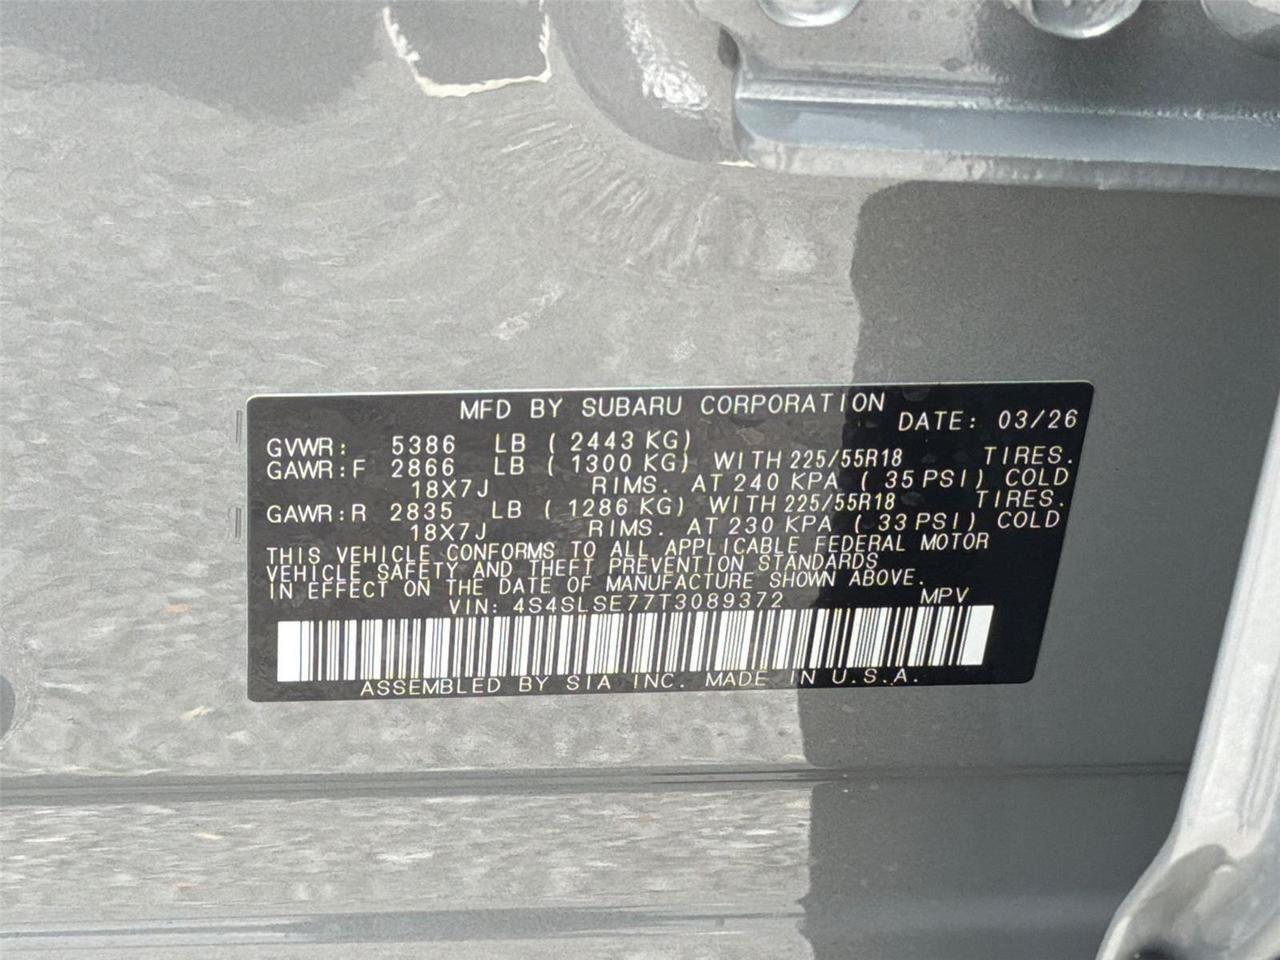 MFD BY SUBARU CORPORATION DATE: 03/26
GVWR: 5386 LB ( 2443 KG)
GAWR:F 2866 LB ( 1300 KG) WITH 225/55R18 TIRES.
18X7J RIMS. AT 240 KPA ( 35 PSI) COLD
GAWR:R 2835 LB ( 1286 KG) WITH 225/55R18 TIRES.
18X7J RIMS. AT 230 KPA ( 33 PSI) COLD
THIS VEHICLE CONFORMS TO ALL APPLICABLE FEDERAL MOTOR
VEHICLE SAFETY AND THEFT PREVENTION STANDARDS
IN EFFECT ON THE DATE OF MANUFACTURE SHOWN ABOVE.
VIN: 4S4SLSE77T3089372 MPV
ASSEMBLED BY SIA INC. MADE IN U.S.A.